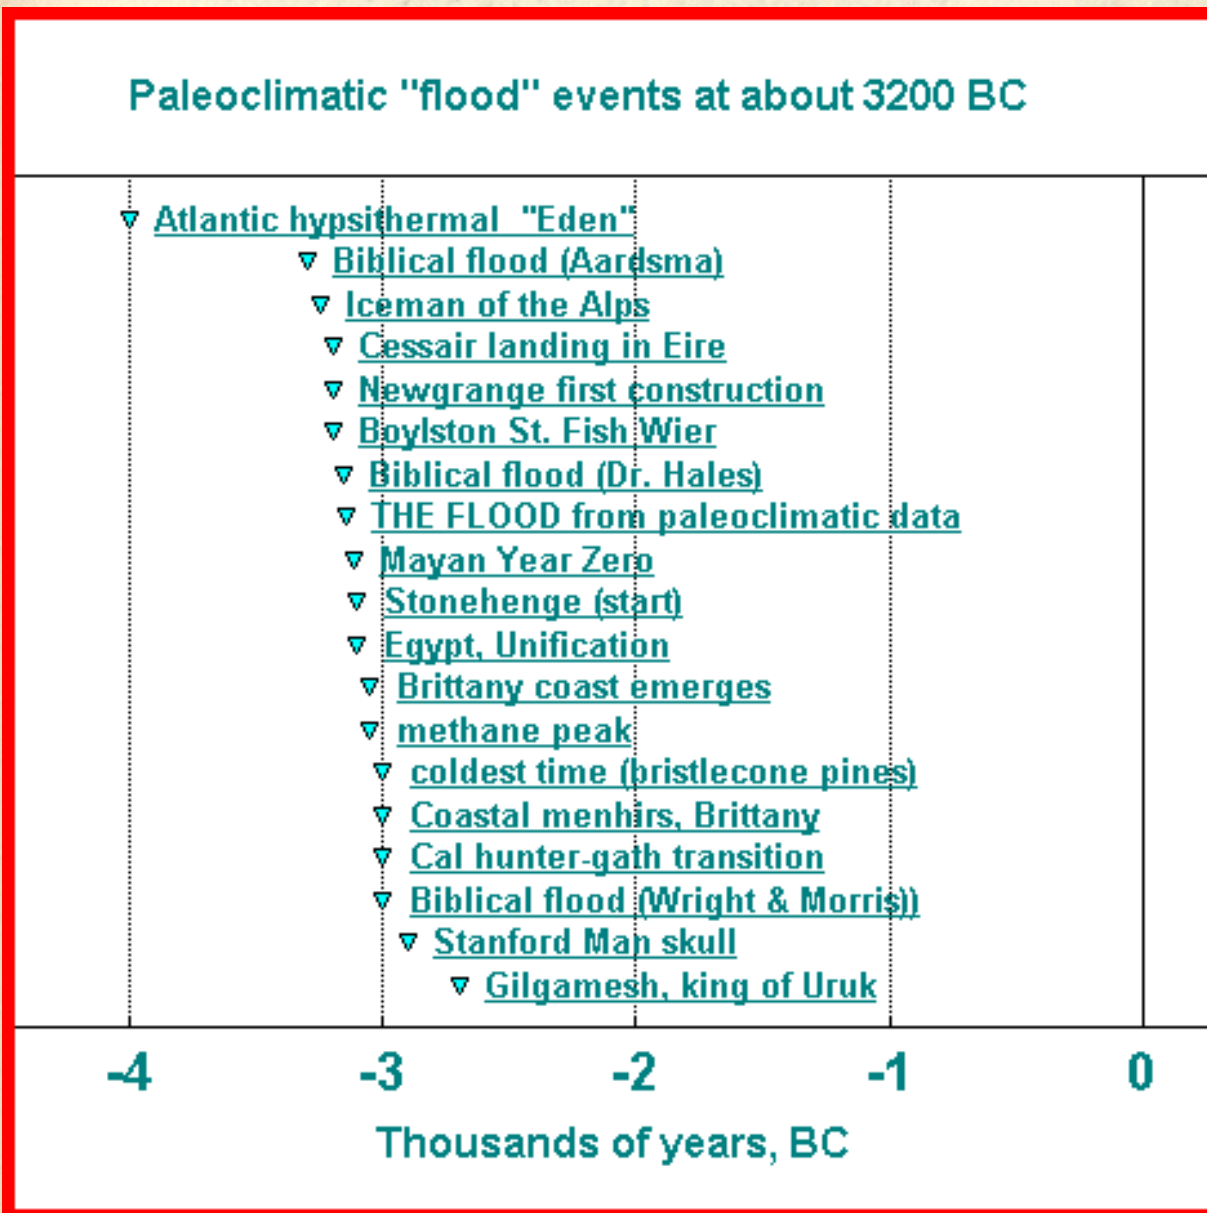 Paleoclimatic "flood" events at about 3200 BC
Atlantic hypsithermal "Eden"
Biblical flood (Aardsma)
Iceman of the Alps
Cessair landing in Eire
Newgrange first construction
Boylston St. Fish Wier
Biblical flood (Dr. Hales)
THE FLOOD from paleoclimatic data
Mayan Year Zero
Stonehenge (start)
Egypt, Unification
Brittany coast emerges
methane peak
coldest time (bristlecone pines)
Coastal menhirs, Brittany
Cal hunter-gath transition
Biblical flood (Wright & Morris))
Stanford Man skull
Gilgamesh, king of Uruk
-4 -3 -2 -1 0
Thousands of years, BC